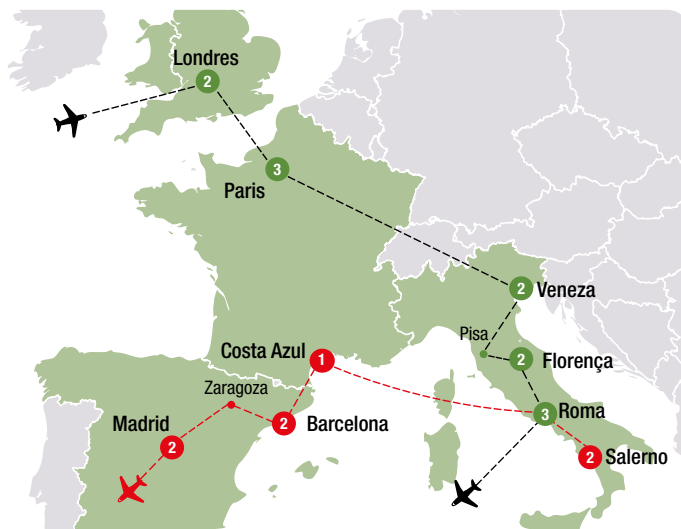 Londres
2
3
Paris
2
Veneza
Pisa
2
Florença
Costa Azul
1
Zaragoza
Madrid
2
2
Barcelona
3
Roma
2
Salerno